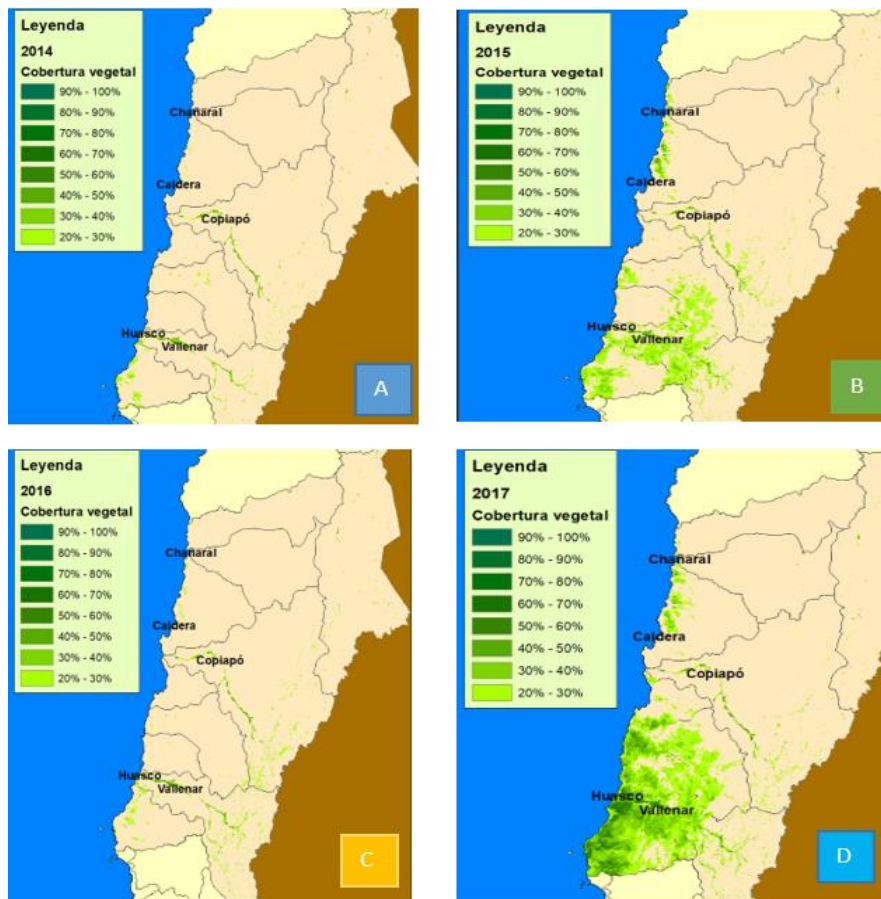 Leyenda
2014
Cobertura vegetal
90% - 100%
80% - 90%
70% - 80%
60% - 70%
50% - 60%
40% - 50%
30% - 40%
20% - 30%
Chañaral
Caldera
Copiapó
Huasco
Vallenar
A
Leyenda
2015
Cobertura vegetal
90% - 100%
80% - 90%
70% - 80%
60% - 70%
50% - 60%
40% - 50%
30% - 40%
20% - 30%
Chañaral
Caldera
Copiapó
Huasco
Vallenar
B
Leyenda
2016
Cobertura vegetal
90% - 100%
80% - 90%
70% - 80%
60% - 70%
50% - 60%
40% - 50%
30% - 40%
20% - 30%
Chañaral
Caldera
Copiapó
Huasco
Vallenar
C
Leyenda
2017
Cobertura vegetal
90% - 100%
80% - 90%
70% - 80%
60% - 70%
50% - 60%
40% - 50%
30% - 40%
20% - 30%
Chañaral
Caldera
Copiapó
Huasco
Vallenar
D